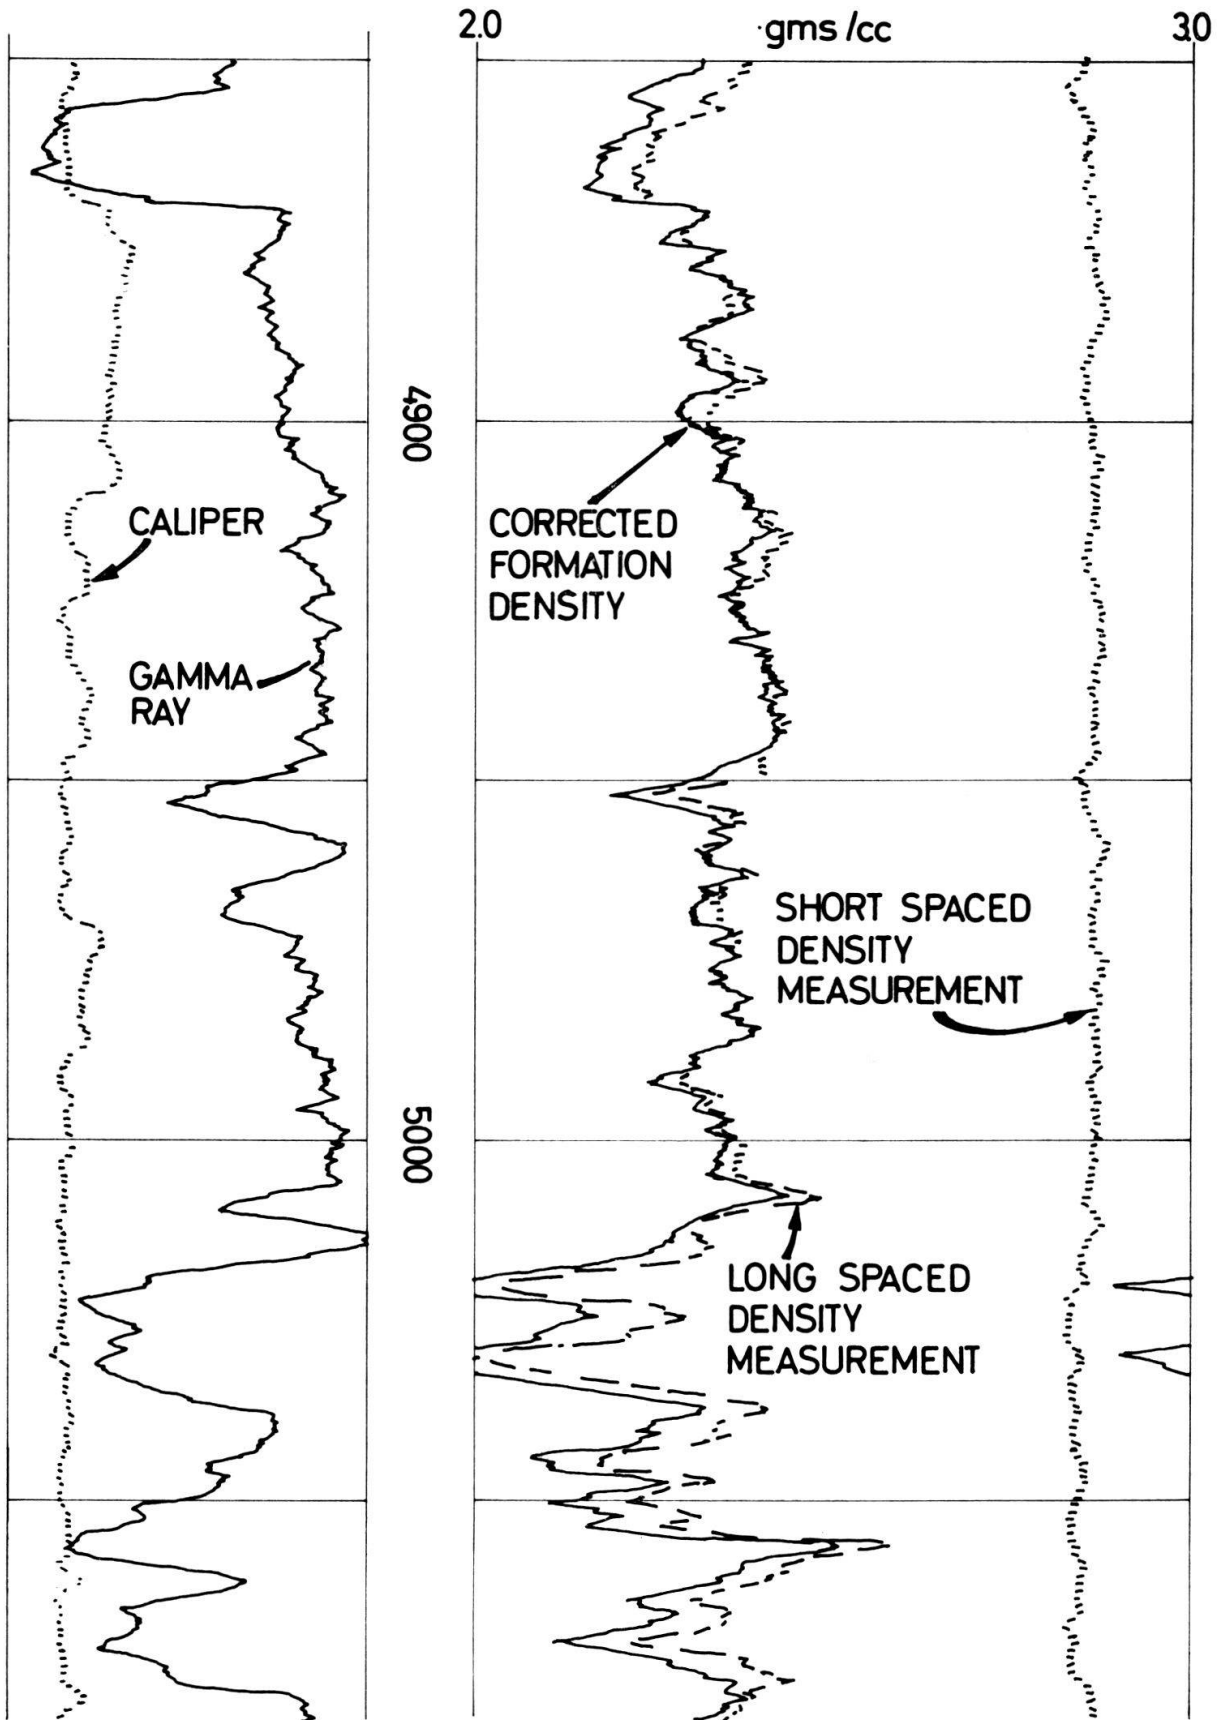 2.0 gms/cc 3.0
4900
CALIPER
CORRECTED
FORMATION
DENSITY
GAMMA
RAY
SHORT SPACED
DENSITY
MEASUREMENT
5000
LONG SPACED
DENSITY
MEASUREMENT